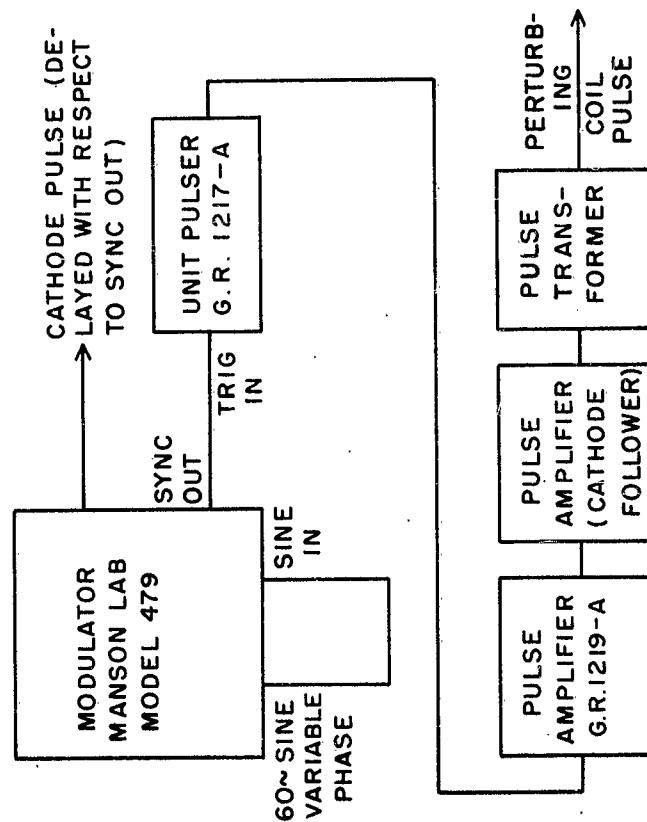 CATHODE PULSE (DE-
LAYED WITH RESPECT
TO SYNC OUT)
MODULATOR
MANSON LAB
MODEL 479
SYNC
OUT
TRIG
IN
UNIT PULSER
G.R. 1217-A
SINE
IN
60~SINE
VARIABLE
PHASE
PULSE
AMPLIFIER
G.R.1219-A
PULSE
AMPLIFIER
(CATHODE
FOLLOWER)
PULSE
TRANS-
FORMER
PERTURB-
ING
COIL
PULSE